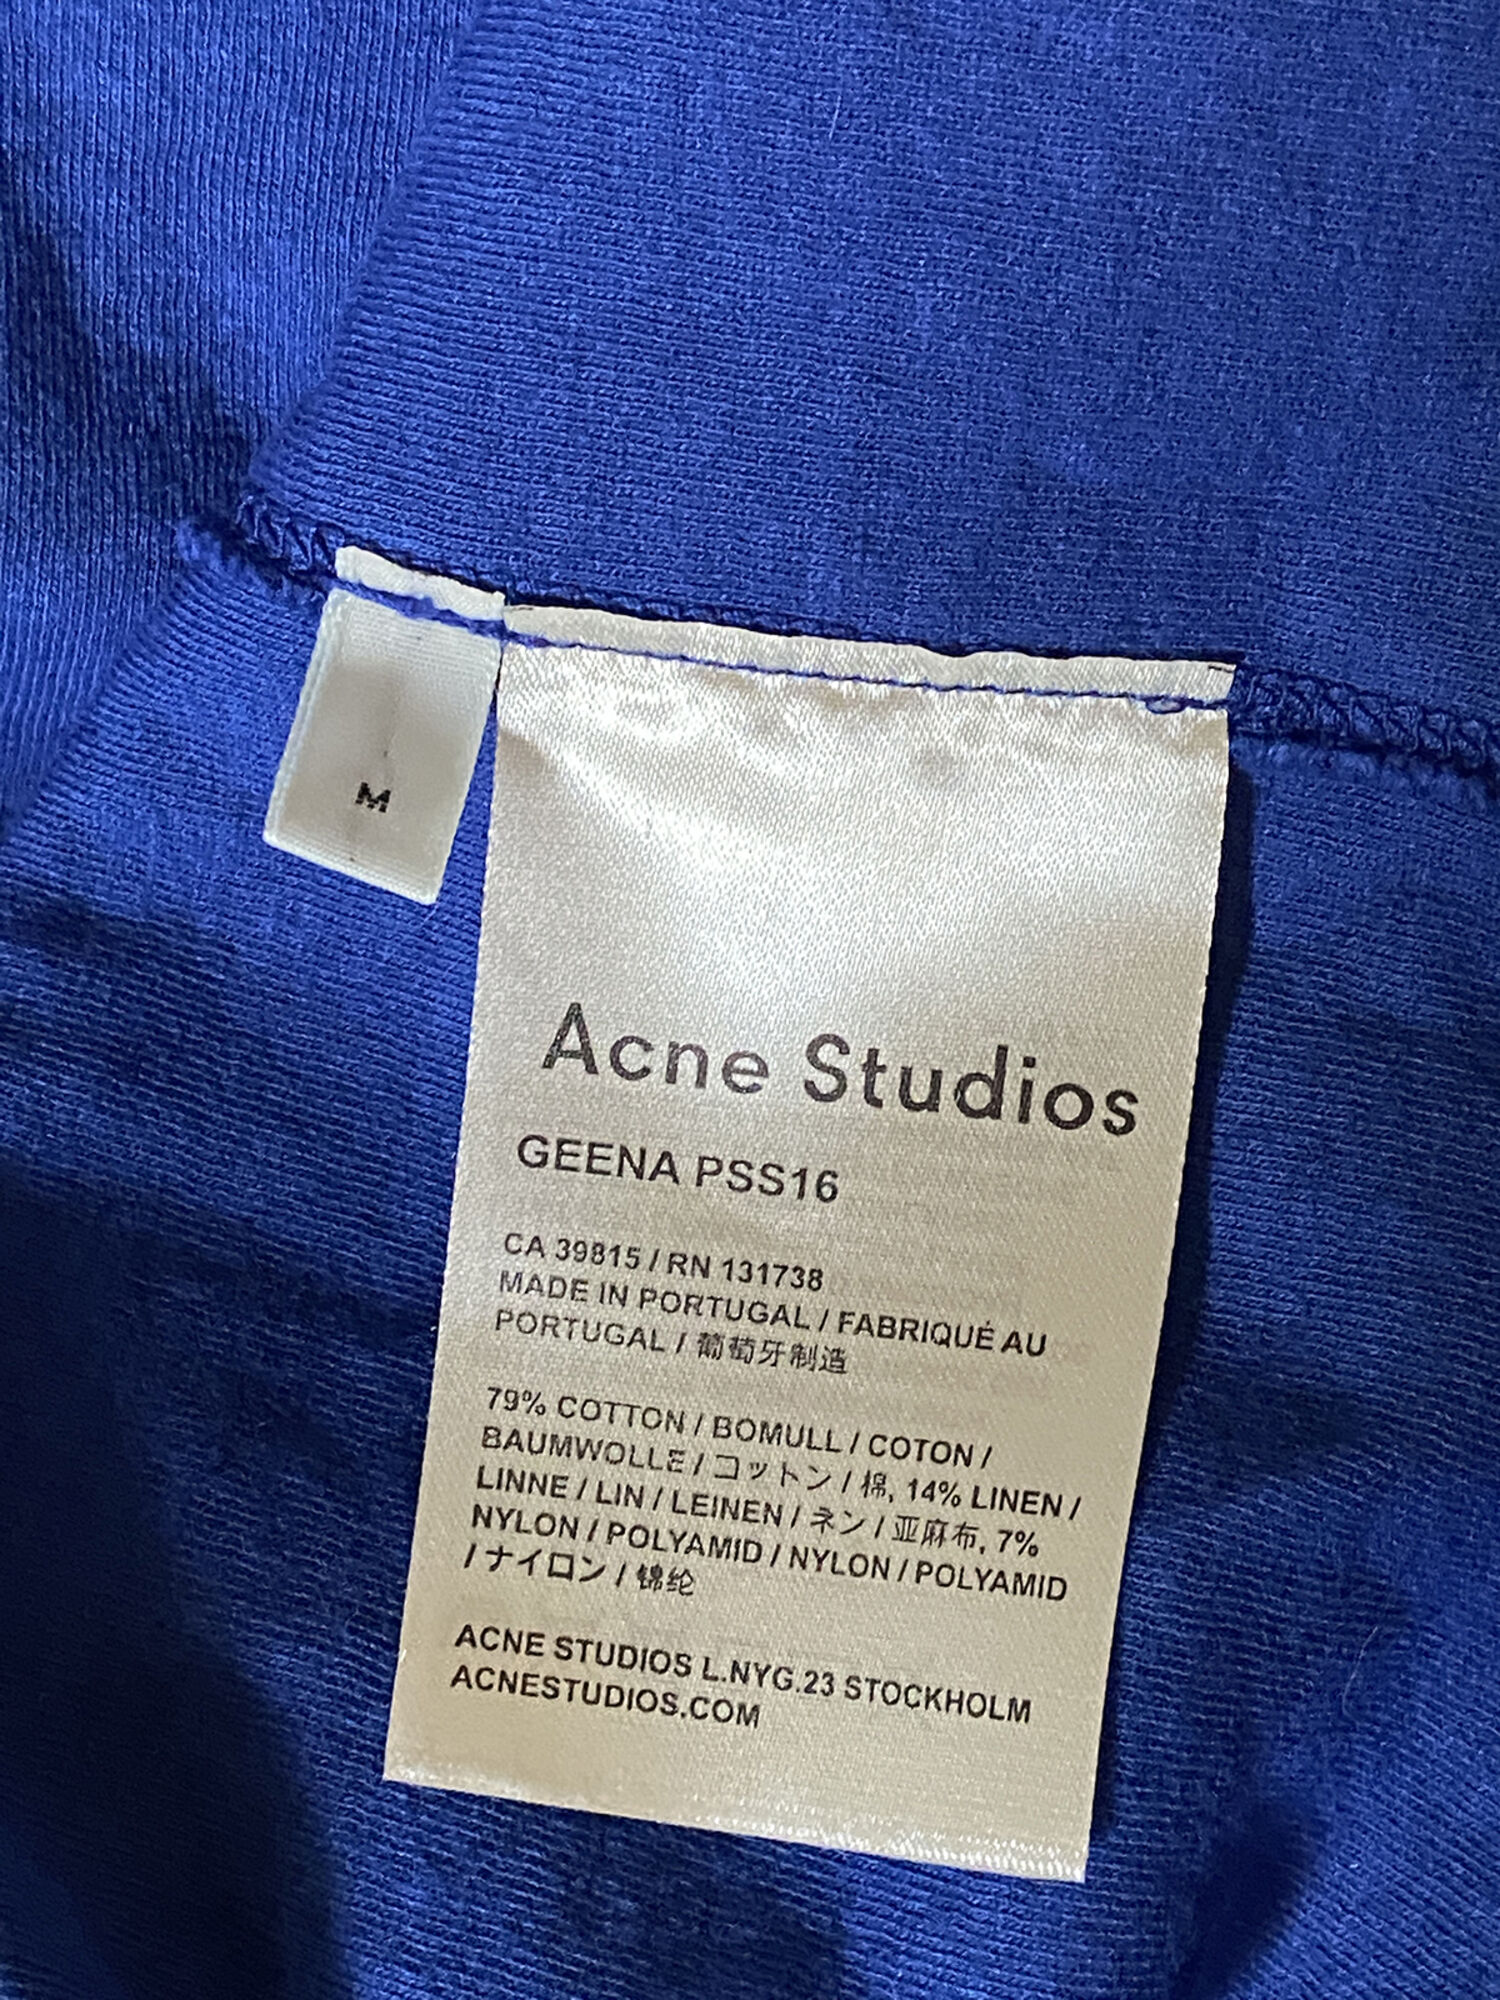 M
Acne Studios
GEENA PSS16
CA 39815 / RN 131738
MADE IN PORTUGAL / FABRIQUÉ AU
PORTUGAL / 葡萄牙制造
79% COTTON / BOMULL / COTON /
BAUMWOLLE / コットン / 棉, 14% LINEN /
LINNE / LIN / LEINEN / ネン / 亚麻布, 7%
NYLON / POLYAMID / NYLON / POLYAMID
/ ナイロン / 锦纶
ACNE STUDIOS L.NYG.23 STOCKHOLM
ACNESTUDIOS.COM